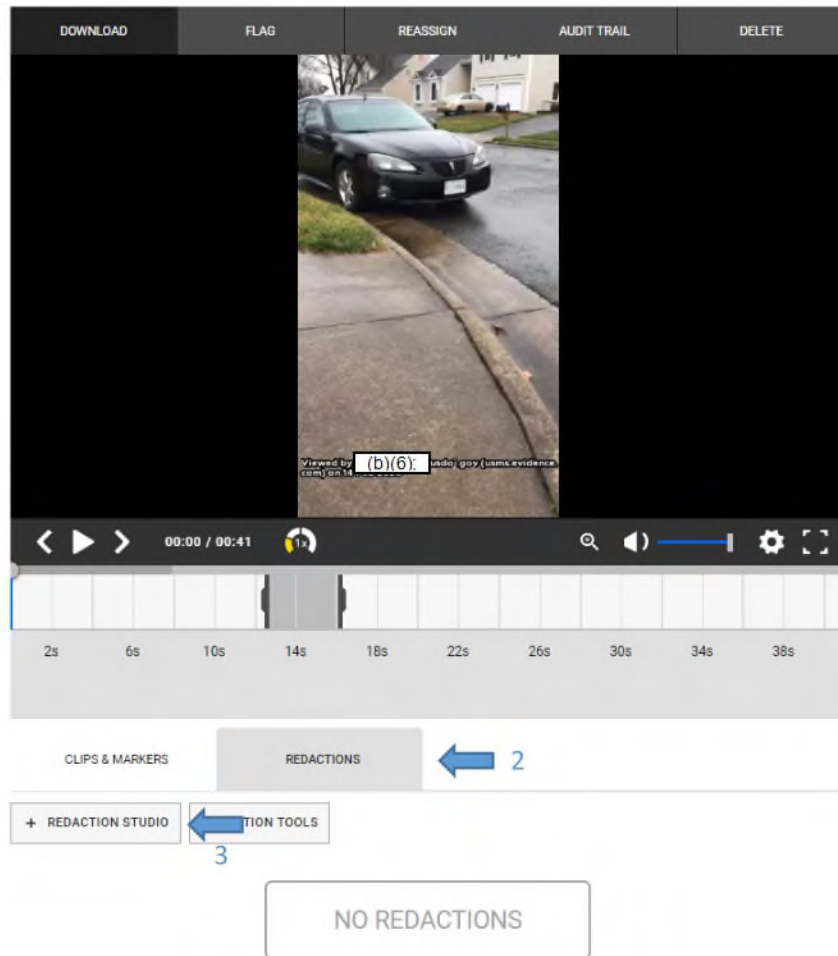 DOWNLOAD FLAG REASSIGN AUDIT TRAIL DELETE
Viewed by (b)(6); usdoj.gov (usms.evidence.
com) on 14
00:00 / 00:41 1x
2s 6s 10s 14s 18s 22s 26s 30s 34s 38s
CLIPS & MARKERS REDACTIONS 2
+ REDACTION STUDIO TION TOOLS
3
NO REDACTIONS